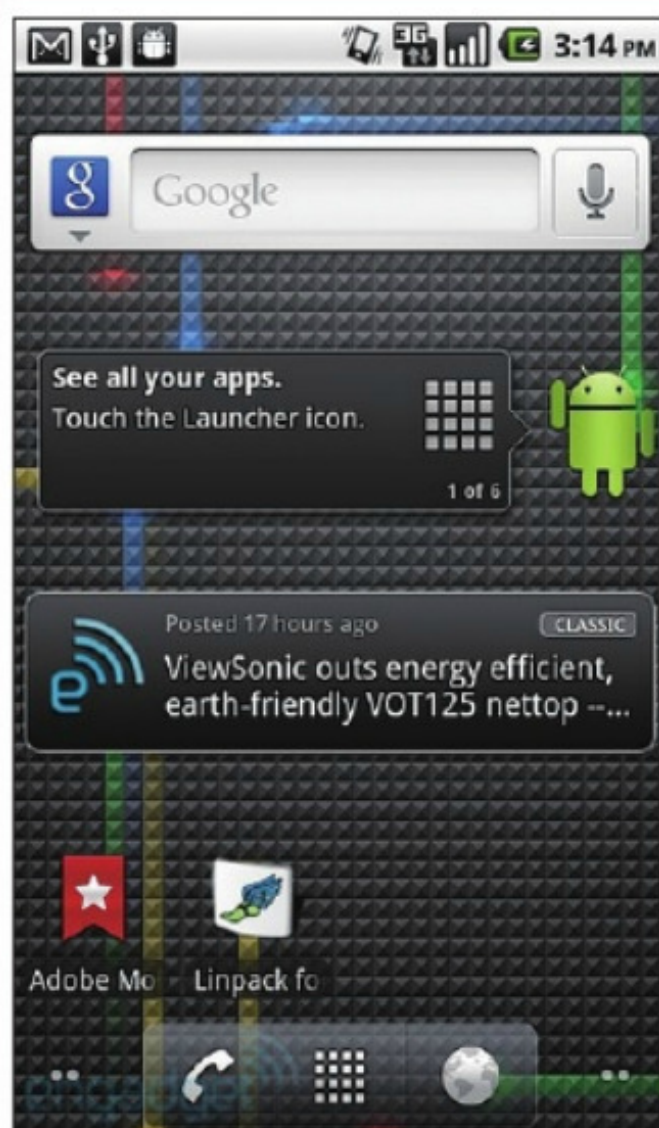 3G 3:14 PM
g Google
See all your apps.
Touch the Launcher icon.
1 of 6
Posted 17 hours ago CLASSIC
e ViewSonic outs energy efficient,
earth-friendly VOT125 nettop --...
Adobe Mo Linpack fo
engadget